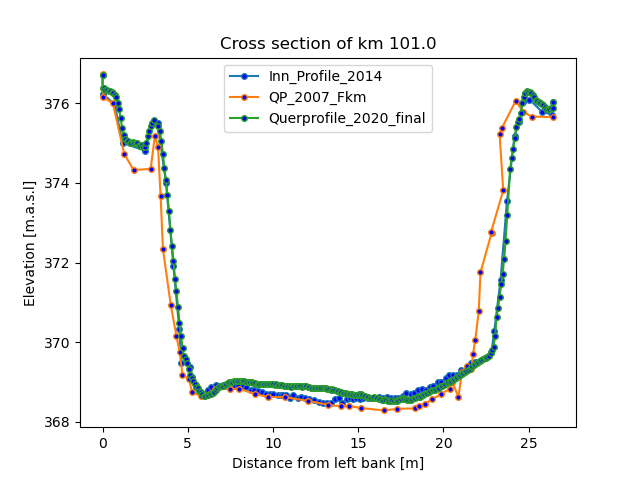 Cross section of km 101.0
Inn_Profile_2014
QP_2007_Fkm
Querprofile_2020_final
Elevation [m.a.s.l]
376
374
372
370
368
0 5 10 15 20 25
Distance from left bank [m]